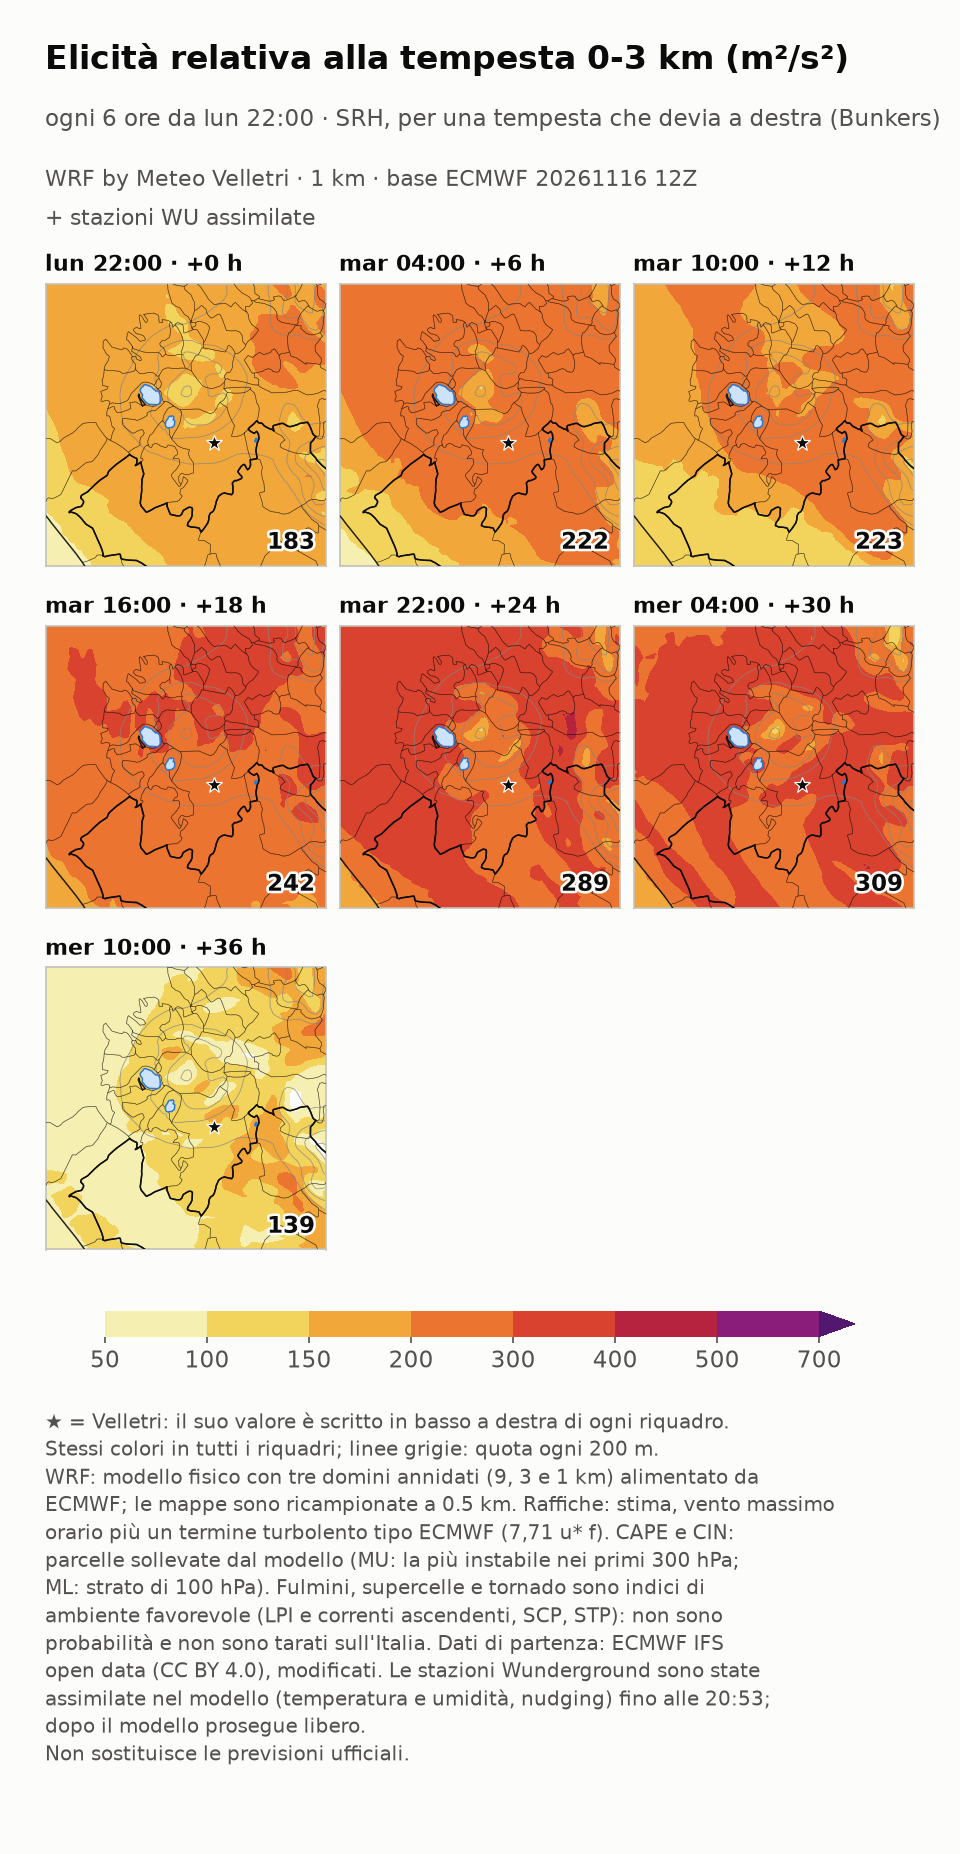 Elicità relativa alla tempesta 0-3 km (m²/s²)
ogni 6 ore da lun 22:00 · SRH, per una tempesta che devia a destra (Bunkers)
WRF by Meteo Velletri · 1 km · base ECMWF 20261116 12Z
+ stazioni WU assimilate
lun 22:00 · +0 h
mar 04:00 · +6 h
mar 10:00 · +12 h
183
222
223
mar 16:00 · +18 h
mar 22:00 · +24 h
mer 04:00 · +30 h
242
289
309
mer 10:00 · +36 h
139
50 100 150 200 300 400 500 700
★ = Velletri: il suo valore è scritto in basso a destra di ogni riquadro.
Stessi colori in tutti i riquadri; linee grigie: quota ogni 200 m.
WRF: modello fisico con tre domini annidati (9, 3 e 1 km) alimentato da
ECMWF; le mappe sono ricampionate a 0.5 km. Raffiche: stima, vento massimo
orario più un termine turbolento tipo ECMWF (7,71 u* f). CAPE e CIN:
parcelle sollevate dal modello (MU: la più instabile nei primi 300 hPa;
ML: strato di 100 hPa). Fulmini, supercelle e tornado sono indici di
ambiente favorevole (LPI e correnti ascendenti, SCP, STP): non sono
probabilità e non sono tarati sull'Italia. Dati di partenza: ECMWF IFS
open data (CC BY 4.0), modificati. Le stazioni Wunderground sono state
assimilate nel modello (temperatura e umidità, nudging) fino alle 20:53;
dopo il modello prosegue libero.
Non sostituisce le previsioni ufficiali.